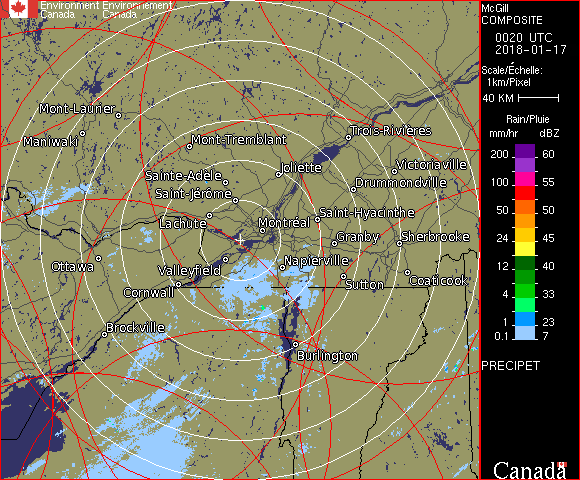 Environment Environnement
Canada Canada
McGill
COMPOSITE
0020 UTC
2018-01-17
Scale/Échelle:
1km/Pixel
40 KM
Rain/Pluie
mm/hr dBZ
200 60
100 55
50 50
24 45
12 40
4 33
1 23
0.1 7
PRECIPET
Canada
Mont-Laurier
Maniwaki
Mont-Tremblant
Trois-Rivières
Sainte-Adèle
Joliette
Victoriaville
Saint-Jérôme
Drummondville
Lachute
Montréal
Saint-Hyacinthe
Granby
Sherbrooke
Ottawa
Valleyfield
Napierville
Cornwall
Sutton
Coaticook
Brockville
Burlington